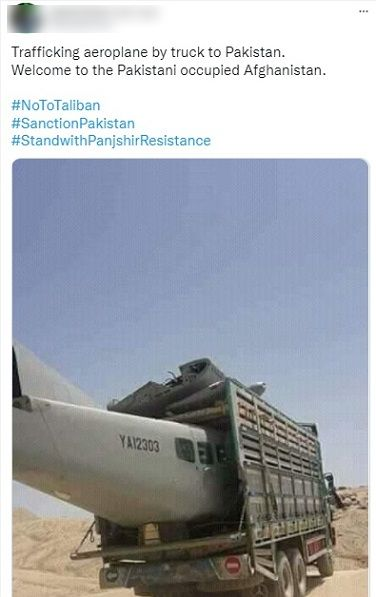 Trafficking aeroplane by truck to Pakistan.
Welcome to the Pakistani occupied Afghanistan.
#NoToTaliban
#SanctionPakistan
#StandwithPanjshirResistance
YA12303